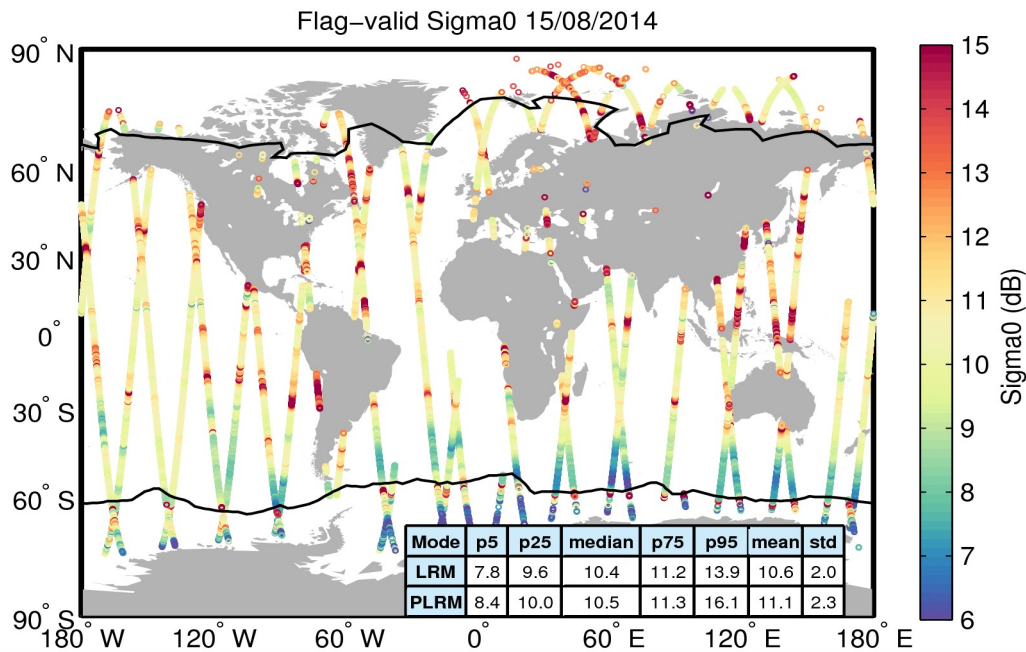 Flag−valid Sigma0 15/08/2014
90° N
60° N
30° N
0°
30° S
60° S
90° S
180° W
120° W
60° W
0°
60° E
120° E
180° E
15
14
13
12
11
10
9
8
7
6
Sigma0 (dB)
Mode p5 p25 median p75 p95 mean std
LRM 7.8 9.6 10.4 11.2 13.9 10.6 2.0
PLRM 8.4 10.0 10.5 11.3 16.1 11.1 2.3